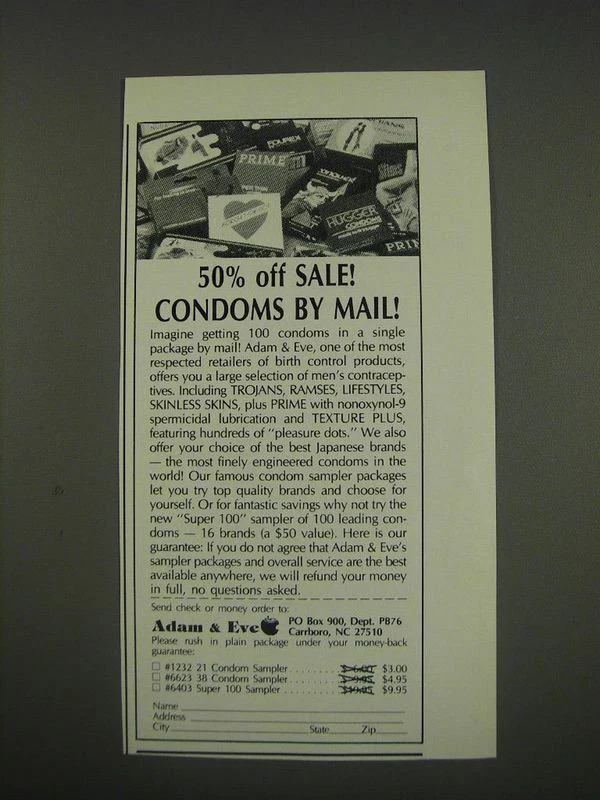 PRIME
HUGGER
CONDOMS
PRIM
50% off SALE!
CONDOMS BY MAIL!
Imagine getting 100 condoms in a single
package by mail! Adam & Eve, one of the most
respected retailers of birth control products,
offers you a large selection of men's contracep-
tives. Including TROJANS, RAMSES, LIFESTYLES,
SKINLESS SKINS, plus PRIME with nonoxynol-9
spermicidal lubrication and TEXTURE PLUS,
featuring hundreds of "pleasure dots." We also
offer your choice of the best Japanese brands
— the most finely engineered condoms in the
world! Our famous condom sampler packages
let you try top quality brands and choose for
yourself. Or for fantastic savings why not try the
new "Super 100" sampler of 100 leading con-
doms — 16 brands (a $50 value). Here is our
guarantee: If you do not agree that Adam & Eve's
sampler packages and overall service are the best
available anywhere, we will refund your money
in full, no questions asked.
Send check or money order to:
Adam & Eve PO Box 900, Dept. PB76
Carrboro, NC 27510
Please rush in plain package under your money-back
guarantee:
#1232 21 Condom Sampler . . . . . . . $6.00 $3.00
#6623 38 Condom Sampler . . . . . . . $9.95 $4.95
#6403 Super 100 Sampler . . . . . . . . $19.95 $9.95
Name
Address
City State Zip